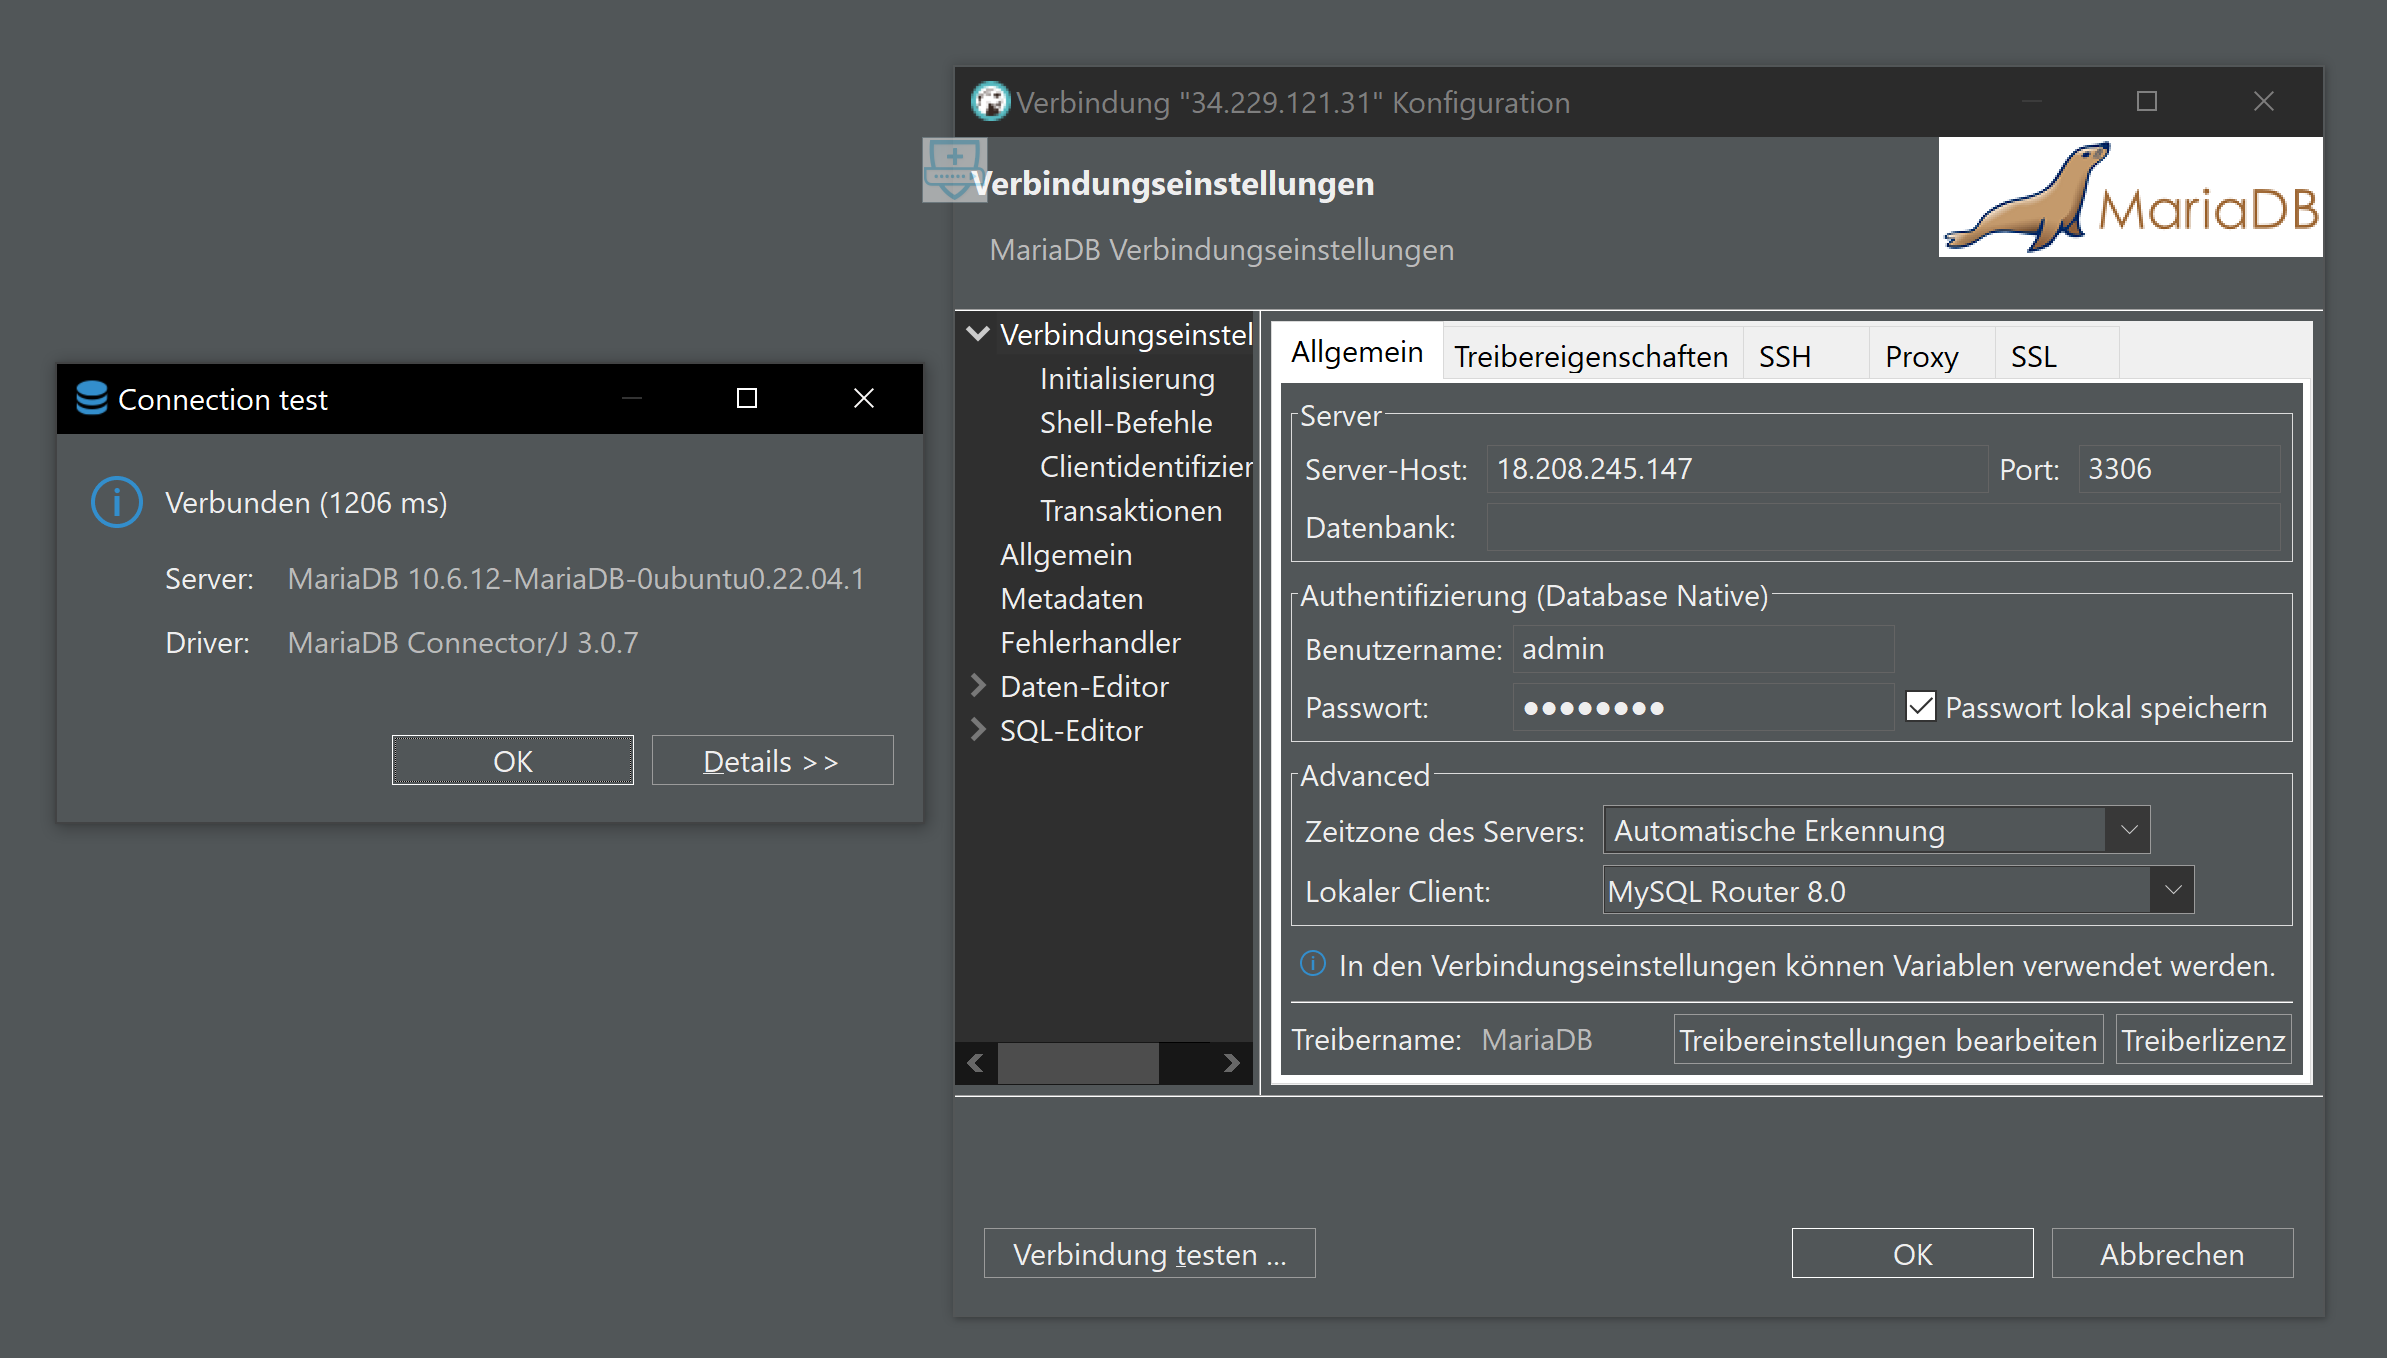 Connection test
Verbunden (1206 ms)
Server: MariaDB 10.6.12-MariaDB-0ubuntu0.22.04.1
Driver: MariaDB Connector/J 3.0.7
OK
Details >>
Verbindung "34.229.121.31" Konfiguration
Verbindungseinstellungen
MariaDB Verbindungseinstellungen
MariaDB
Verbindungseinstel
Initialisierung
Shell-Befehle
Clientidentifizier
Transaktionen
Allgemein
Metadaten
Fehlerhandler
Daten-Editor
SQL-Editor
Allgemein Treibereigenschaften SSH Proxy SSL
Server
Server-Host: 18.208.245.147 Port: 3306
Datenbank:
Authentifizierung (Database Native)
Benutzername: admin
Passwort: ●●●●●●●● Passwort lokal speichern
Advanced
Zeitzone des Servers: Automatische Erkennung
Lokaler Client: MySQL Router 8.0
In den Verbindungseinstellungen können Variablen verwendet werden.
Treibername: MariaDB Treibereinstellungen bearbeiten Treiberlizenz
Verbindung testen ... OK Abbrechen